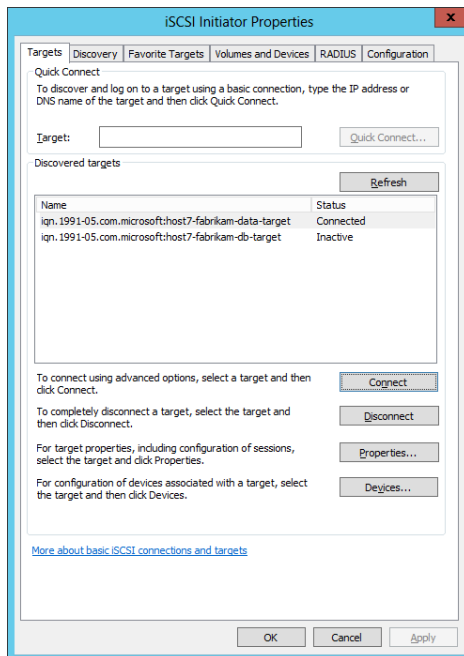 iSCSI Initiator Properties
x
Targets Discovery Favorite Targets Volumes and Devices RADIUS Configuration
Quick Connect
To discover and log on to a target using a basic connection, type the IP address or
DNS name of the target and then click Quick Connect.
Target: Quick Connect...
Discovered targets
Refresh
Name Status
iqn.1991-05.com.microsoft:host7-fabrikam-data-target Connected
iqn.1991-05.com.microsoft:host7-fabrikam-db-target Inactive
To connect using advanced options, select a target and then
click Connect.
Connect
To completely disconnect a target, select the target and
then click Disconnect.
Disconnect
For target properties, including configuration of sessions,
select the target and click Properties.
Properties...
For configuration of devices associated with a target, select
the target and then click Devices.
Devices...
More about basic iSCSI connections and targets
OK Cancel Apply